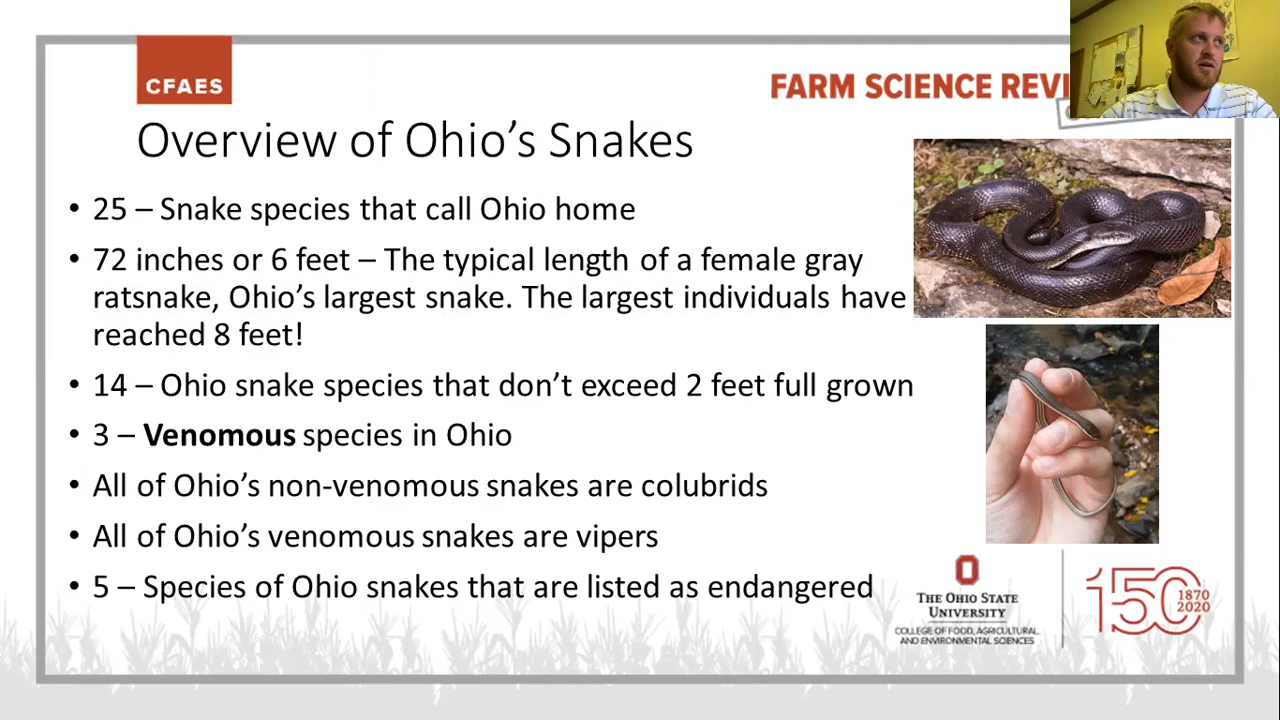 CFAES
FARM SCIENCE REVI
Overview of Ohio’s Snakes
• 25 – Snake species that call Ohio home
• 72 inches or 6 feet – The typical length of a female gray
ratsnake, Ohio’s largest snake. The largest individuals have
reached 8 feet!
• 14 – Ohio snake species that don’t exceed 2 feet full grown
• 3 – Venomous species in Ohio
• All of Ohio’s non-venomous snakes are colubrids
• All of Ohio’s venomous snakes are vipers
• 5 – Species of Ohio snakes that are listed as endangered
THE OHIO STATE
UNIVERSITY
COLLEGE OF FOOD, AGRICULTURAL,
AND ENVIRONMENTAL SCIENCES
150
1870
2020